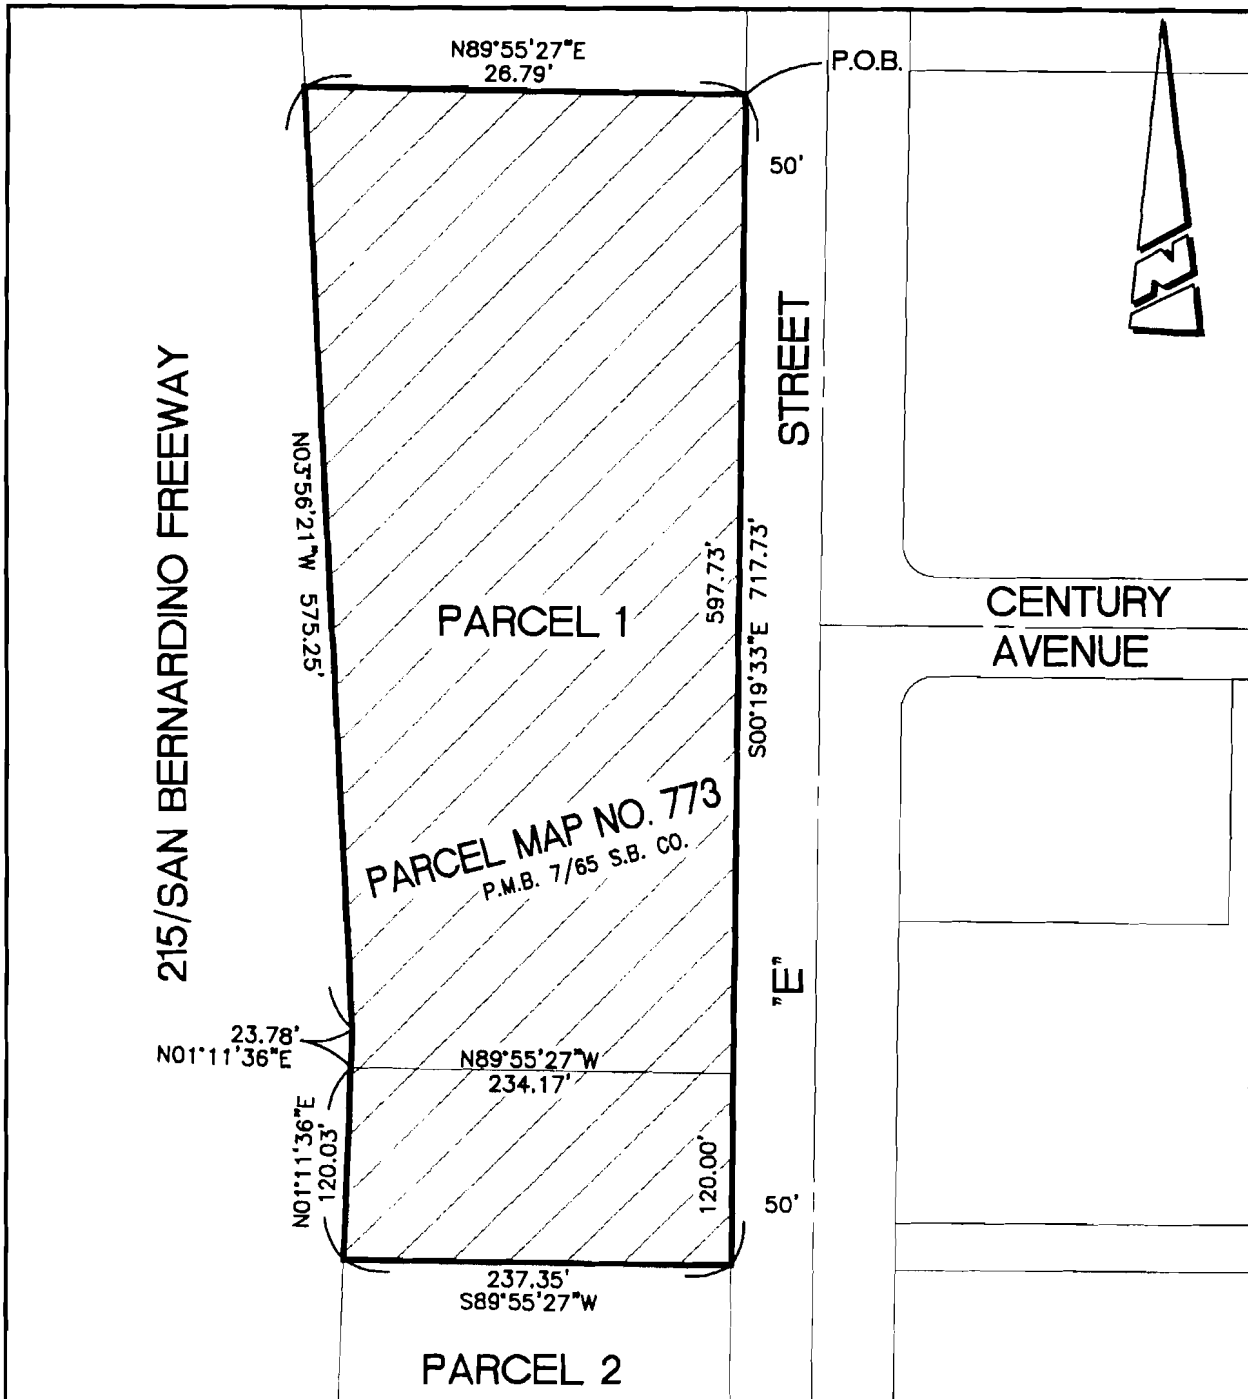 N89°55'27"E
26.79'
P.O.B.
50'
STREET
215/SAN BERNARDINO FREEWAY
N03°56'21"W 575.25'
597.73'
S00°19'33"E 717.73'
PARCEL 1
CENTURY
AVENUE
PARCEL MAP NO. 773
P.M.B. 7/65 S.B. CO.
"E"
23.78'
N01°11'36"E
N89°55'27"W
234.17'
N01°11'36"E
120.03'
120.00'
50'
237.35'
S89°55'27"W
PARCEL 2
N